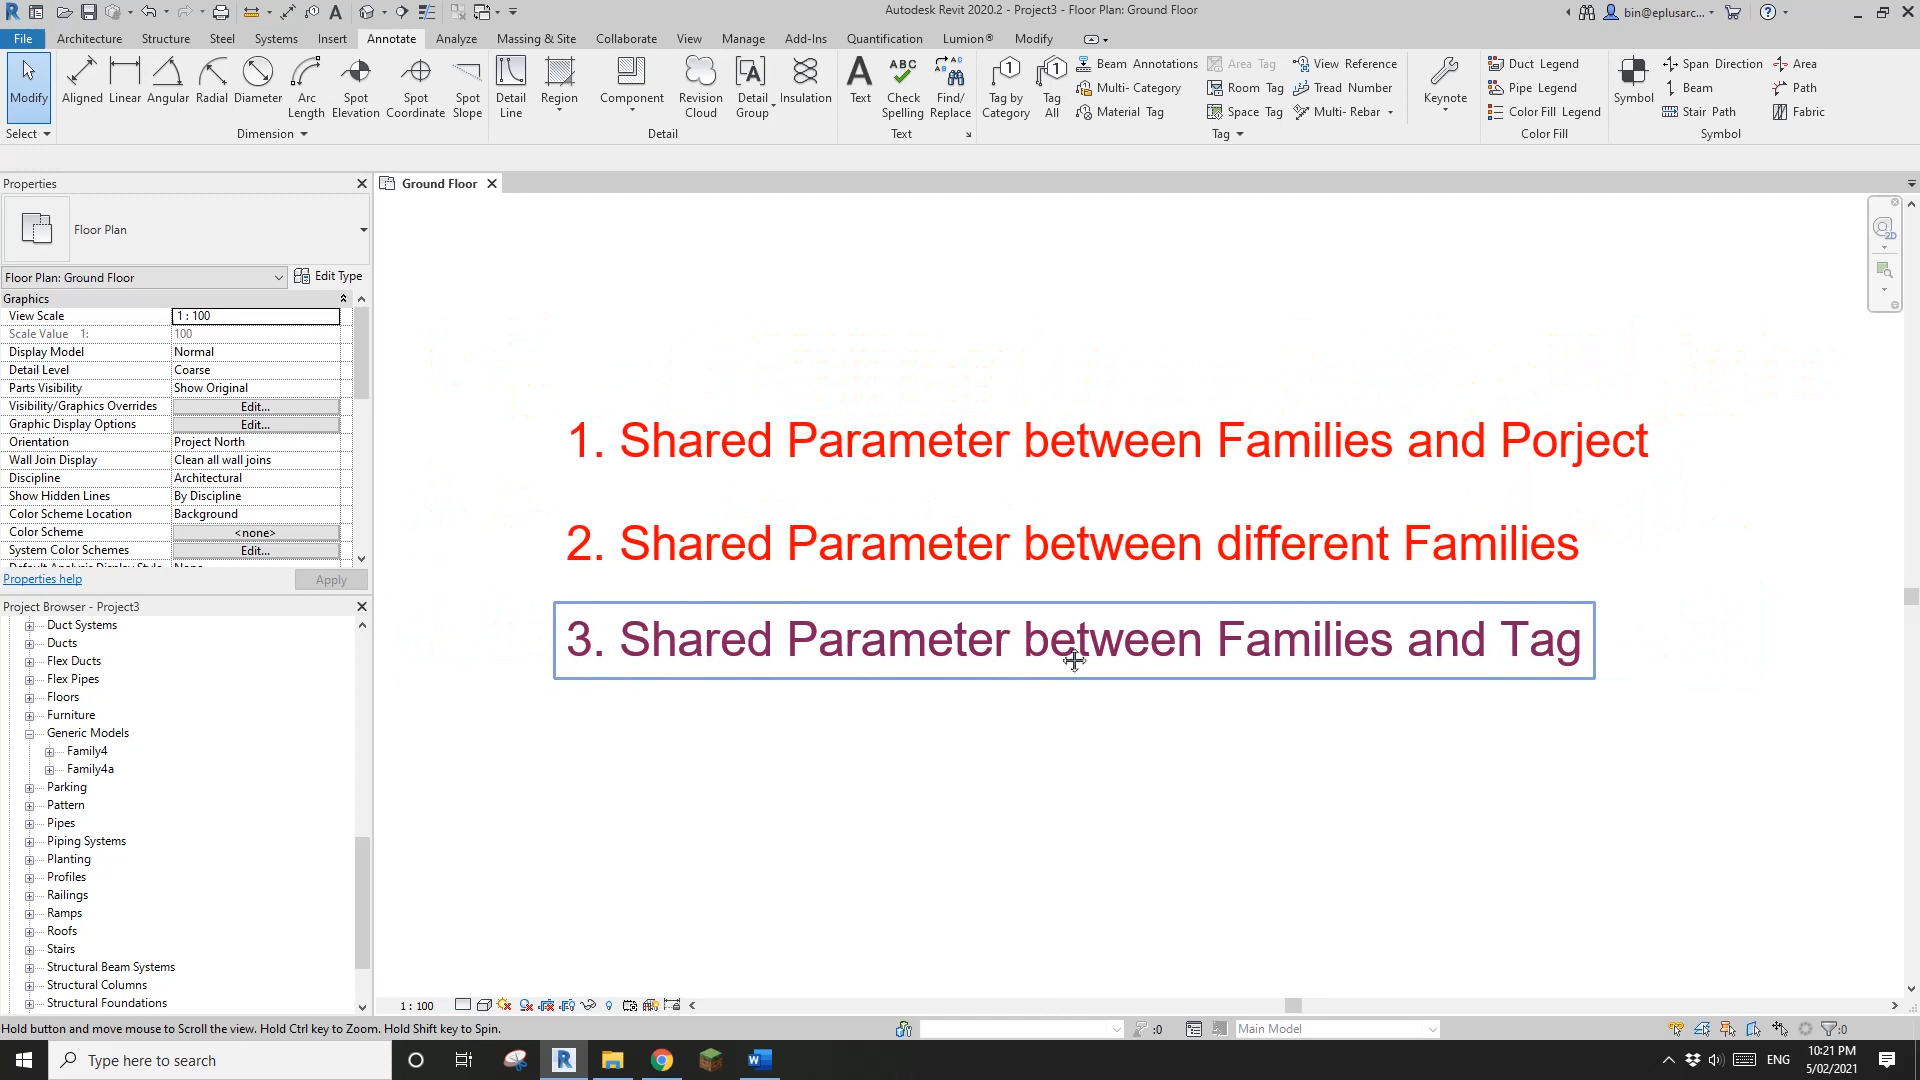 Autodesk Revit 2020.2 - Project3 - Floor Plan: Ground Floor
bin@eplusarc...
File Architecture Structure Steel Systems Insert Annotate Analyze Massing & Site Collaborate View Manage Add-Ins Quantification Lumion® Modify
Modify Aligned Linear Angular Radial Diameter Arc Length Spot Elevation Spot Coordinate Spot Slope Detail Line Region Component Revision Cloud Detail Group Insulation Text Check Spelling Find/ Replace Tag by Category Tag All
Beam Annotations Area Tag View Reference
Multi- Category Room Tag Tread Number
Material Tag Space Tag Multi- Rebar
Keynote
Duct Legend
Pipe Legend
Color Fill Legend
Symbol
Span Direction Area
Beam Path
Stair Path Fabric
Select Dimension Detail Text Tag Color Fill Symbol
Properties
Ground Floor
Floor Plan
Floor Plan: Ground Floor Edit Type
Graphics
View Scale 1 : 100
Scale Value 1: 100
Display Model Normal
Detail Level Coarse
Parts Visibility Show Original
Visibility/Graphics Overrides Edit...
Graphic Display Options Edit...
Orientation Project North
Wall Join Display Clean all wall joins
Discipline Architectural
Show Hidden Lines By Discipline
Color Scheme Location Background
Color Scheme <none>
System Color Schemes Edit...
Properties help Apply
Project Browser - Project3
Duct Systems
Ducts
Flex Ducts
Flex Pipes
Floors
Furniture
Generic Models
Family4
Family4a
Parking
Pattern
Pipes
Piping Systems
Planting
Profiles
Railings
Ramps
Roofs
Stairs
Structural Beam Systems
Structural Columns
Structural Foundations
1. Shared Parameter between Families and Porject
2. Shared Parameter between different Families
3. Shared Parameter between Families and Tag
2D
1 : 100
Hold button and move mouse to Scroll the view. Hold Ctrl key to Zoom. Hold Shift key to Spin.
:0
Main Model
:0
Type here to search
ENG
10:21 PM
5/02/2021